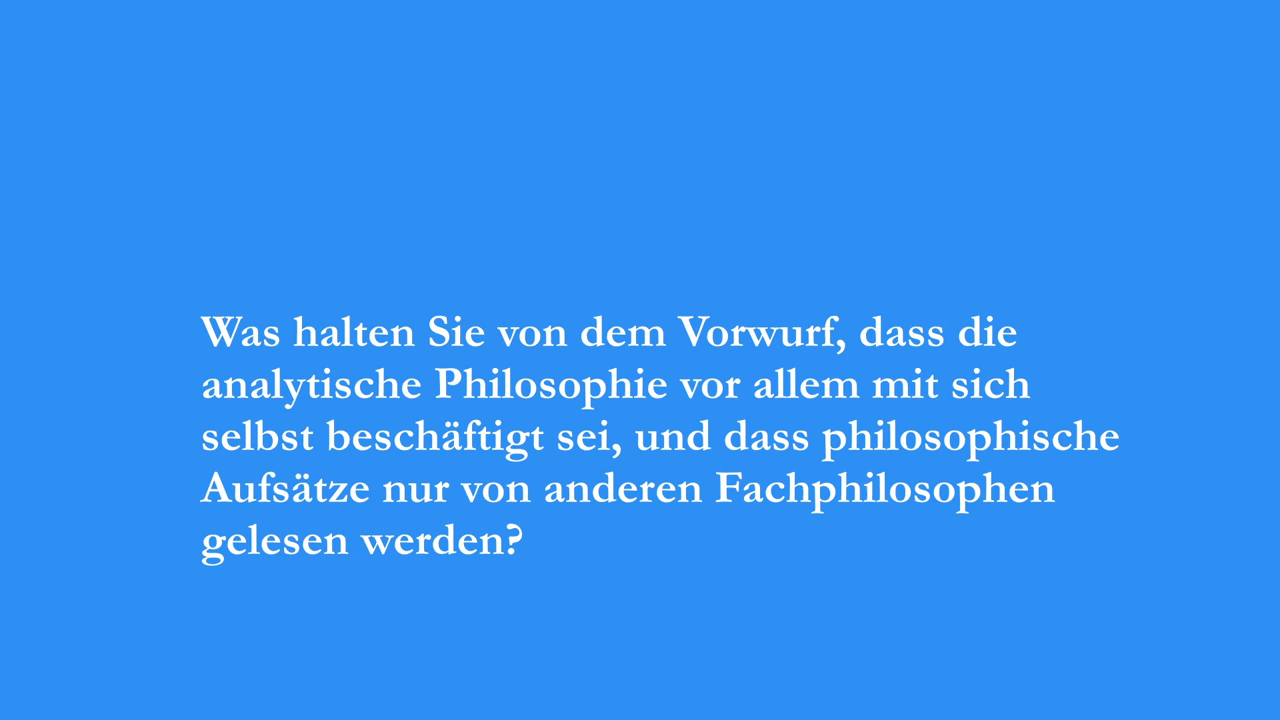 Was halten Sie von dem Vorwurf, dass die
analytische Philosophie vor allem mit sich
selbst beschäftigt sei, und dass philosophische
Aufsätze nur von anderen Fachphilosophen
gelesen werden?